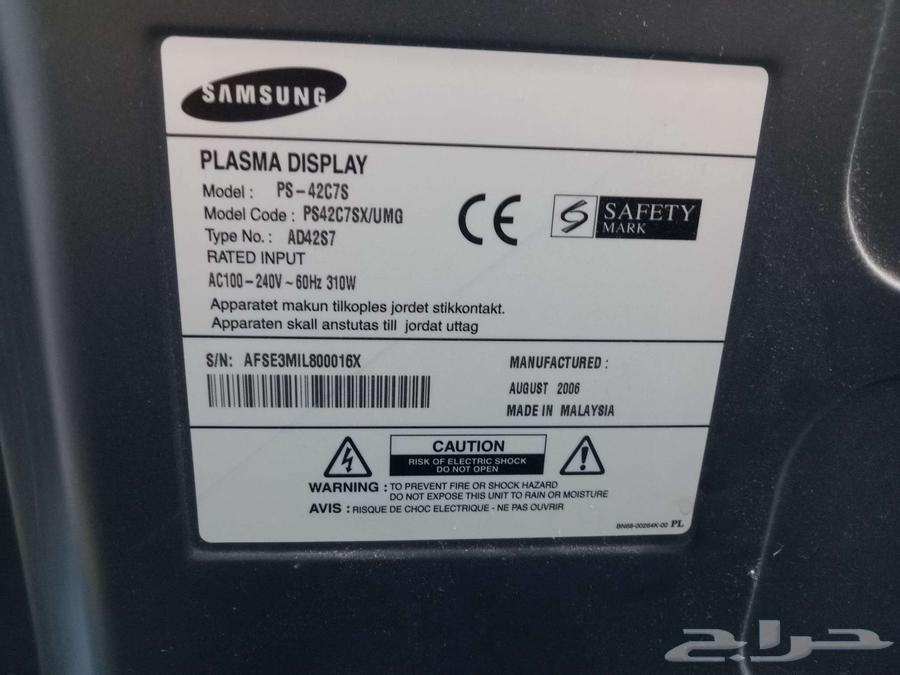 SAMSUNG
PLASMA DISPLAY
Model : PS-42C7S
Model Code : PS42C7SX/UMG
Type No. : AD42S7
RATED INPUT
AC100-240V ~ 60Hz 310W
Apparatet makun tilkoples jordet stikkontakt.
Apparaten skall anstutas till jordat uttag
CE
S SAFETY
MARK
S/N: AFSE3MIL800016X
MANUFACTURED :
AUGUST 2006
MADE IN MALAYSIA
CAUTION
RISK OF ELECTRIC SHOCK
DO NOT OPEN
WARNING : TO PREVENT FIRE OR SHOCK HAZARD
DO NOT EXPOSE THIS UNIT TO RAIN OR MOISTURE
AVIS : RISQUE DE CHOC ELECTRIQUE - NE PAS OUVRIR
BN68-00264K-00 PL
حراج